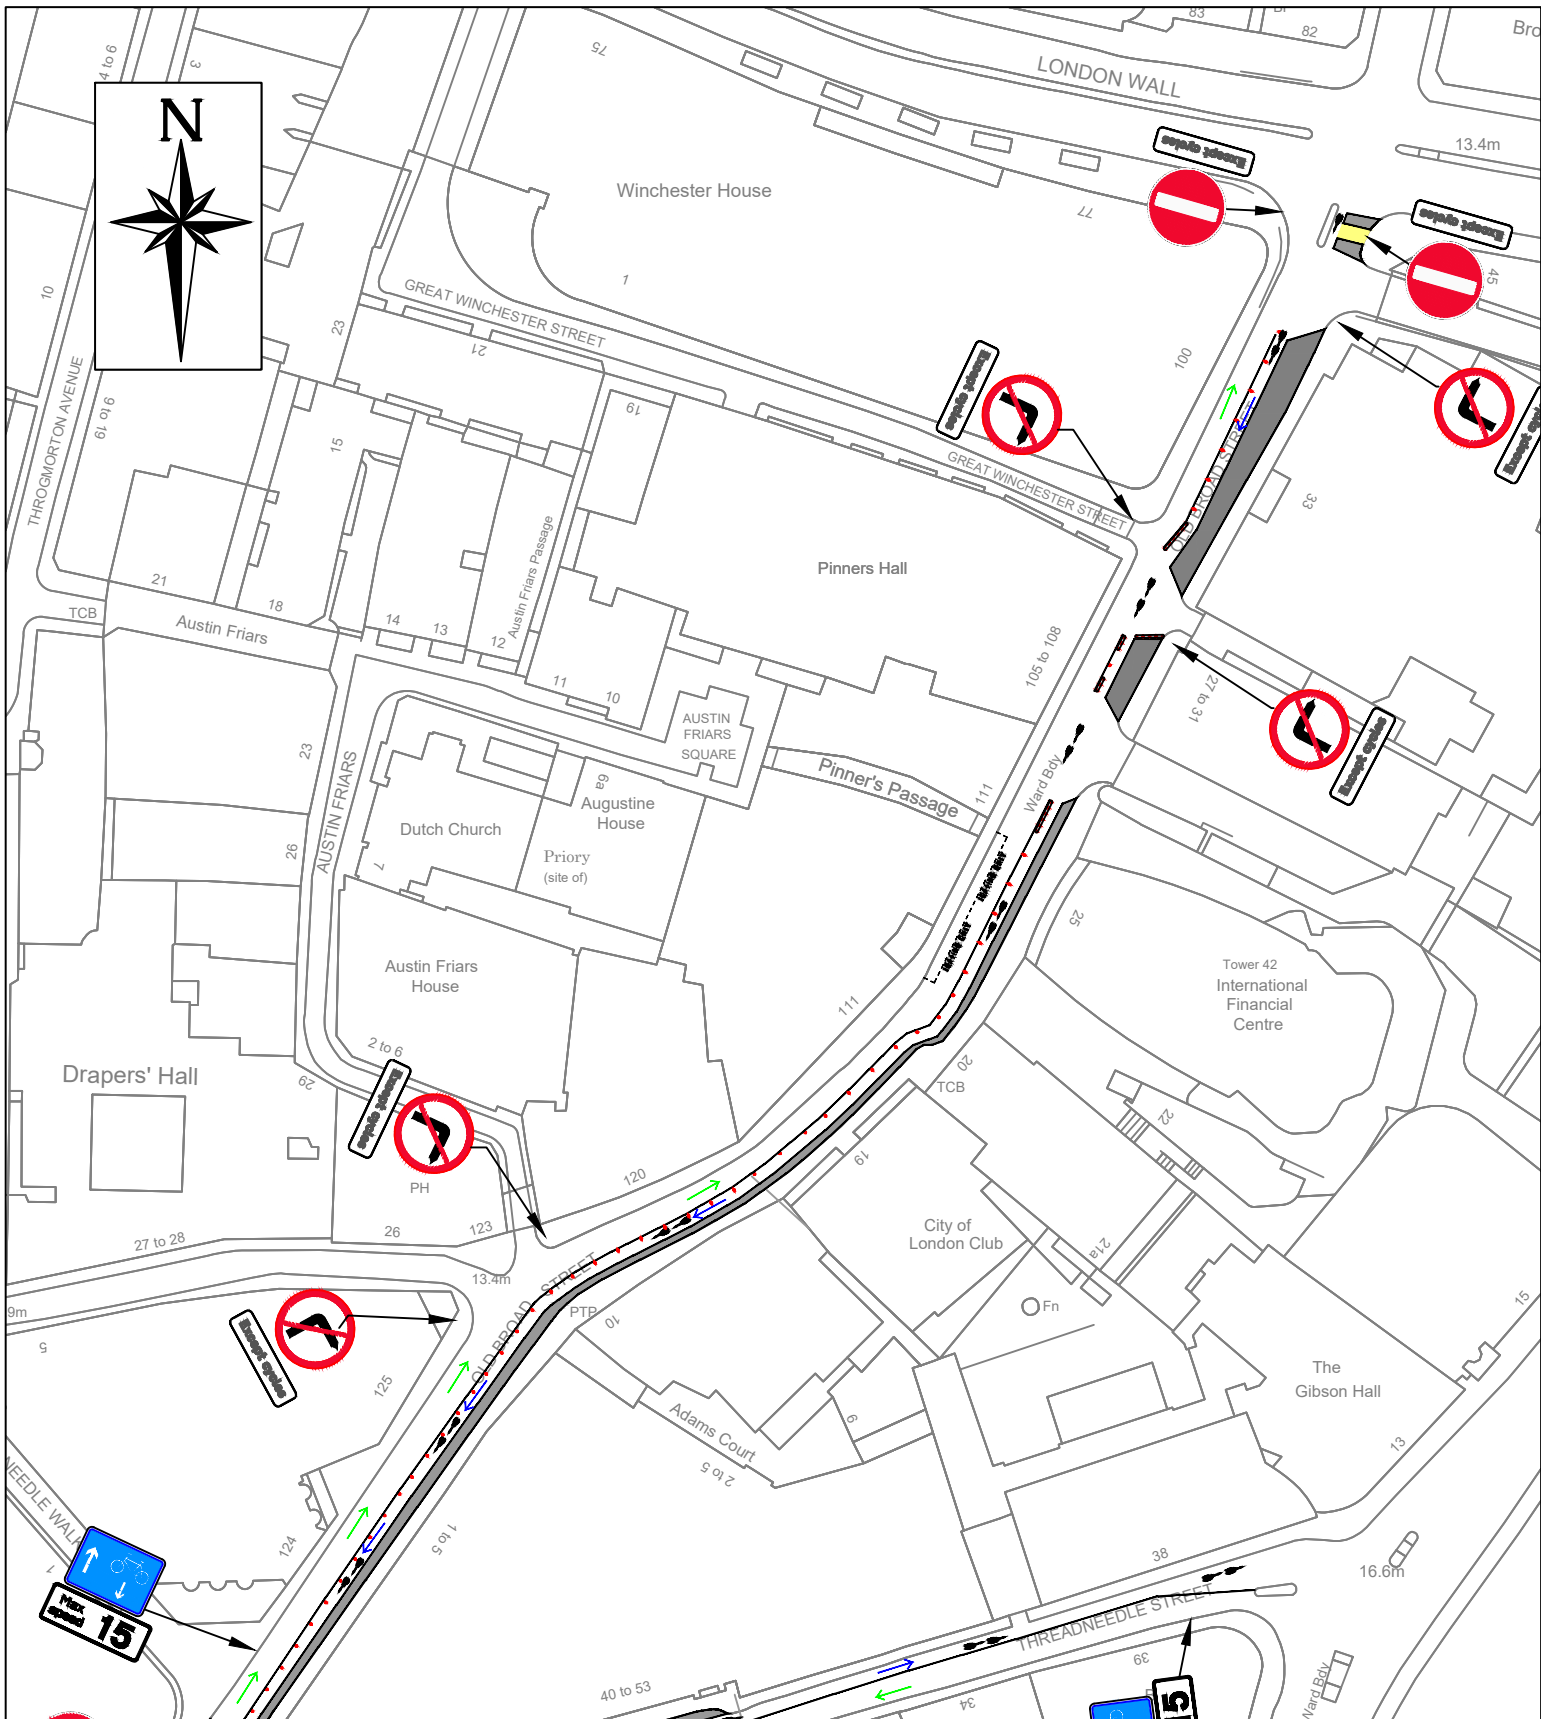 83
82
Bro
LONDON WALL
75
4 to 6
3
N
13.4m
Except cycles
Winchester House
77
Except cycles
45
1
GREAT WINCHESTER STREET
10
23
21
100
Except cycles
THROGMORTON AVENUE
9 to 19
15
19
Except cycles
GREAT WINCHESTER STREET
OLD BROAD STREET
33
Austin Friars Passage
Pinners Hall
21
18
TCB
Austin Friars
14
13
12
11
10
105 to 108
27 to 31
Except cycles
AUSTIN
FRIARS
SQUARE
23
AUSTIN FRIARS
26
Pinner's Passage
111
Ward Bdy
6a
Augustine
House
Dutch Church
7
Priory
(site of)
25
Austin Friars
House
Tower 42
International
Financial
Centre
111
2 to 6
29
Drapers' Hall
Except cycles
20
TCB
22
19
PH
120
123
26
27 to 28
City of
London Club
21a
13.4m
OLD BROAD STREET
PTP
10
Fn
15
9m
5
Except cycles
125
The
Gibson Hall
Adams Court
2 to 5
6
13
NEEDLE WALK
124
1 to 5
1
Max
speed
15
38
16.6m
THREADNEEDLE STREET
39
40 to 53
34
Ward Bdy
15